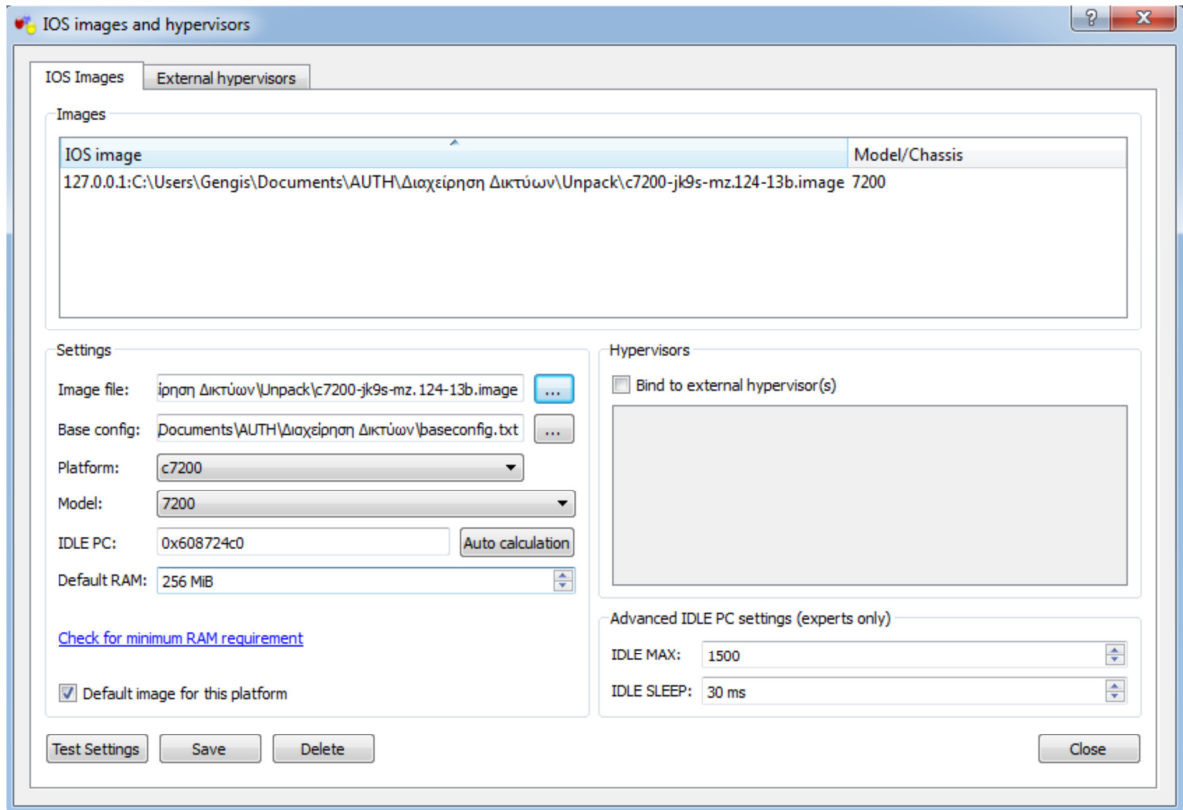 IOS images and hypervisors
IOS Images External hypervisors
Images
IOS image Model/Chassis
127.0.0.1:C:\Users\Gengis\Documents\AUTH\Διαχείρηση Δικτύων\Unpack\c7200-jk9s-mz.124-13b.image 7200
Settings
Image file: ίρηση Δικτύων\Unpack\c7200-jk9s-mz.124-13b.image ...
Base config: Documents\AUTH\Διαχείρηση Δικτύων\baseconfig.txt ...
Platform: c7200
Model: 7200
IDLE PC: 0x608724c0 Auto calculation
Default RAM: 256 MiB
Check for minimum RAM requirement
Default image for this platform
Hypervisors
Bind to external hypervisor(s)
Advanced IDLE PC settings (experts only)
IDLE MAX: 1500
IDLE SLEEP: 30 ms
Test Settings Save Delete Close